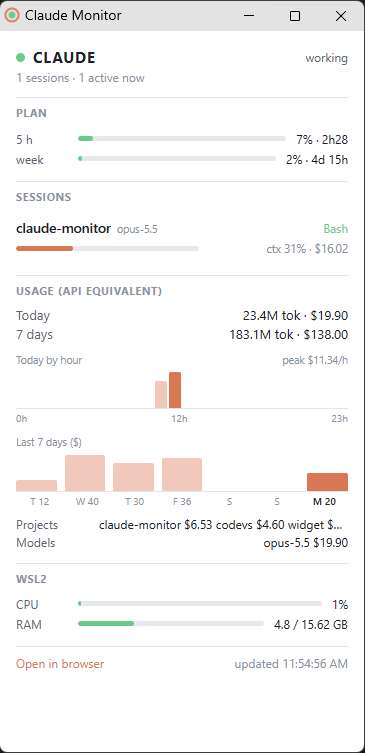 Claude Monitor
CLAUDE working
1 sessions · 1 active now
PLAN
5 h 7% · 2h28
week 2% · 4d 15h
SESSIONS
claude-monitor opus-5.5 Bash
ctx 31% · $16.02
USAGE (API EQUIVALENT)
Today 23.4M tok · $19.90
7 days 183.1M tok · $138.00
Today by hour peak $11.34/h
0h 12h 23h
Last 7 days ($)
T 12 W 40 T 30 F 36 S S M 20
Projects claude-monitor $6.53 codevs $4.60 widget $...
Models opus-5.5 $19.90
WSL2
CPU 1%
RAM 4.8 / 15.62 GB
Open in browser updated 11:54:56 AM